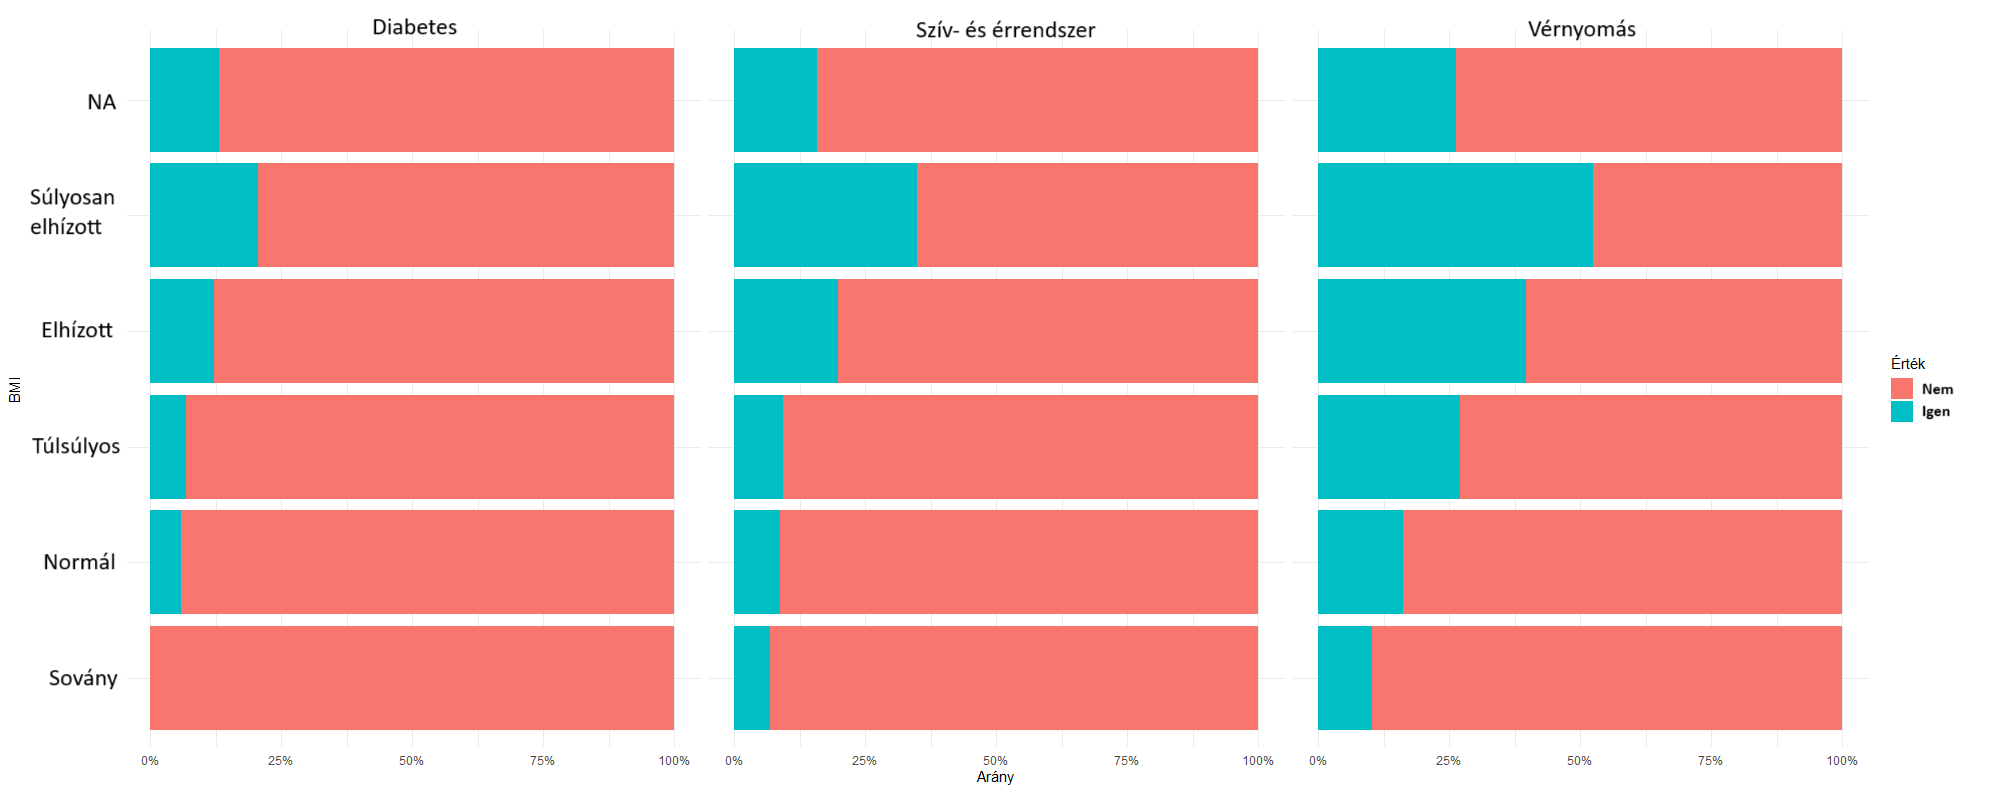 Diabetes
Szív- és érrendszer
Vérnyomás
NA
Súlyosan
elhízott
Elhízott
Túlsúlyos
Normál
Sovány
BMI
0% 25% 50% 75% 100%
0% 25% 50% 75% 100%
0% 25% 50% 75% 100%
Arány
Érték
Nem
Igen